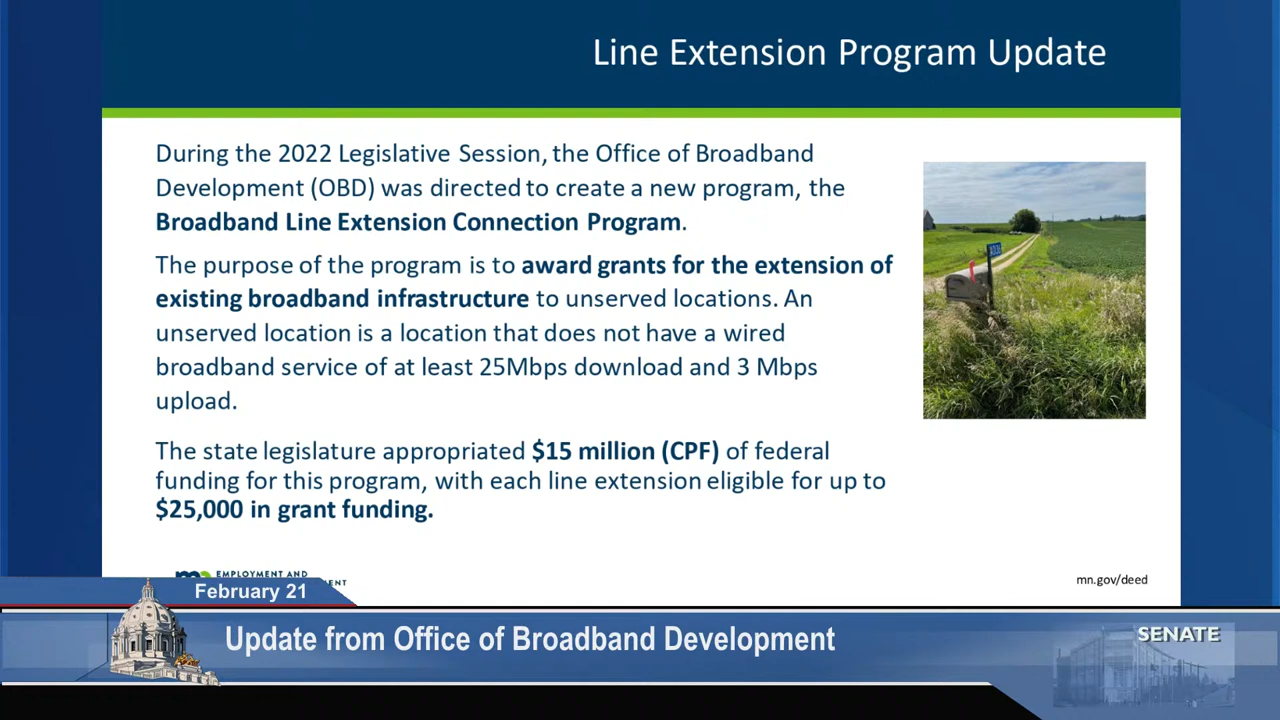 Line Extension Program Update
During the 2022 Legislative Session, the Office of Broadband
Development (OBD) was directed to create a new program, the
Broadband Line Extension Connection Program.
The purpose of the program is to award grants for the extension of
existing broadband infrastructure to unserved locations. An
unserved location is a location that does not have a wired
broadband service of at least 25Mbps download and 3 Mbps
upload.
The state legislature appropriated $15 million (CPF) of federal
funding for this program, with each line extension eligible for up to
$25,000 in grant funding.
EMPLOYMENT AND
mn.gov/deed
February 21
Update from Office of Broadband Development
SENATE